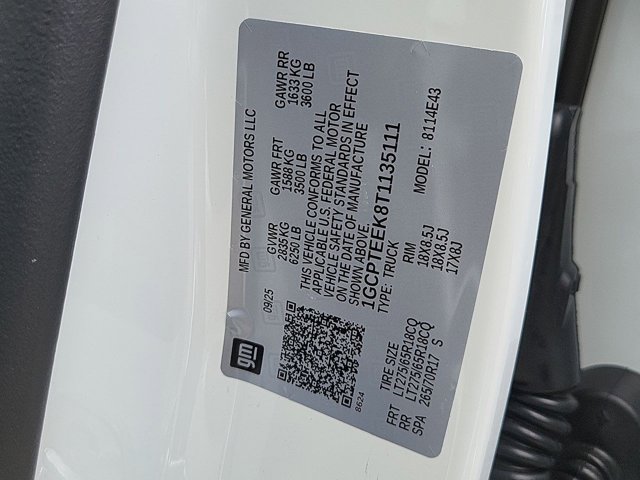 gm
MFD BY GENERAL MOTORS LLC
09/25
GVWR GAWR FRT GAWR RR
2835 KG 1588 KG 1633 KG
6250 LB 3500 LB 3600 LB
THIS VEHICLE CONFORMS TO ALL
APPLICABLE U.S. FEDERAL MOTOR
VEHICLE SAFETY STANDARDS IN EFFECT
ON THE DATE OF MANUFACTURE
SHOWN ABOVE.
1GCPTEEK8T1135111
TYPE: TRUCK MODEL: 8114E43
8624
TIRE SIZE RIM
FRT LT275/65R18CQ 18X8.5J
RR LT275/65R18CQ 18X8.5J
SPA 265/70R17 S 17X8J